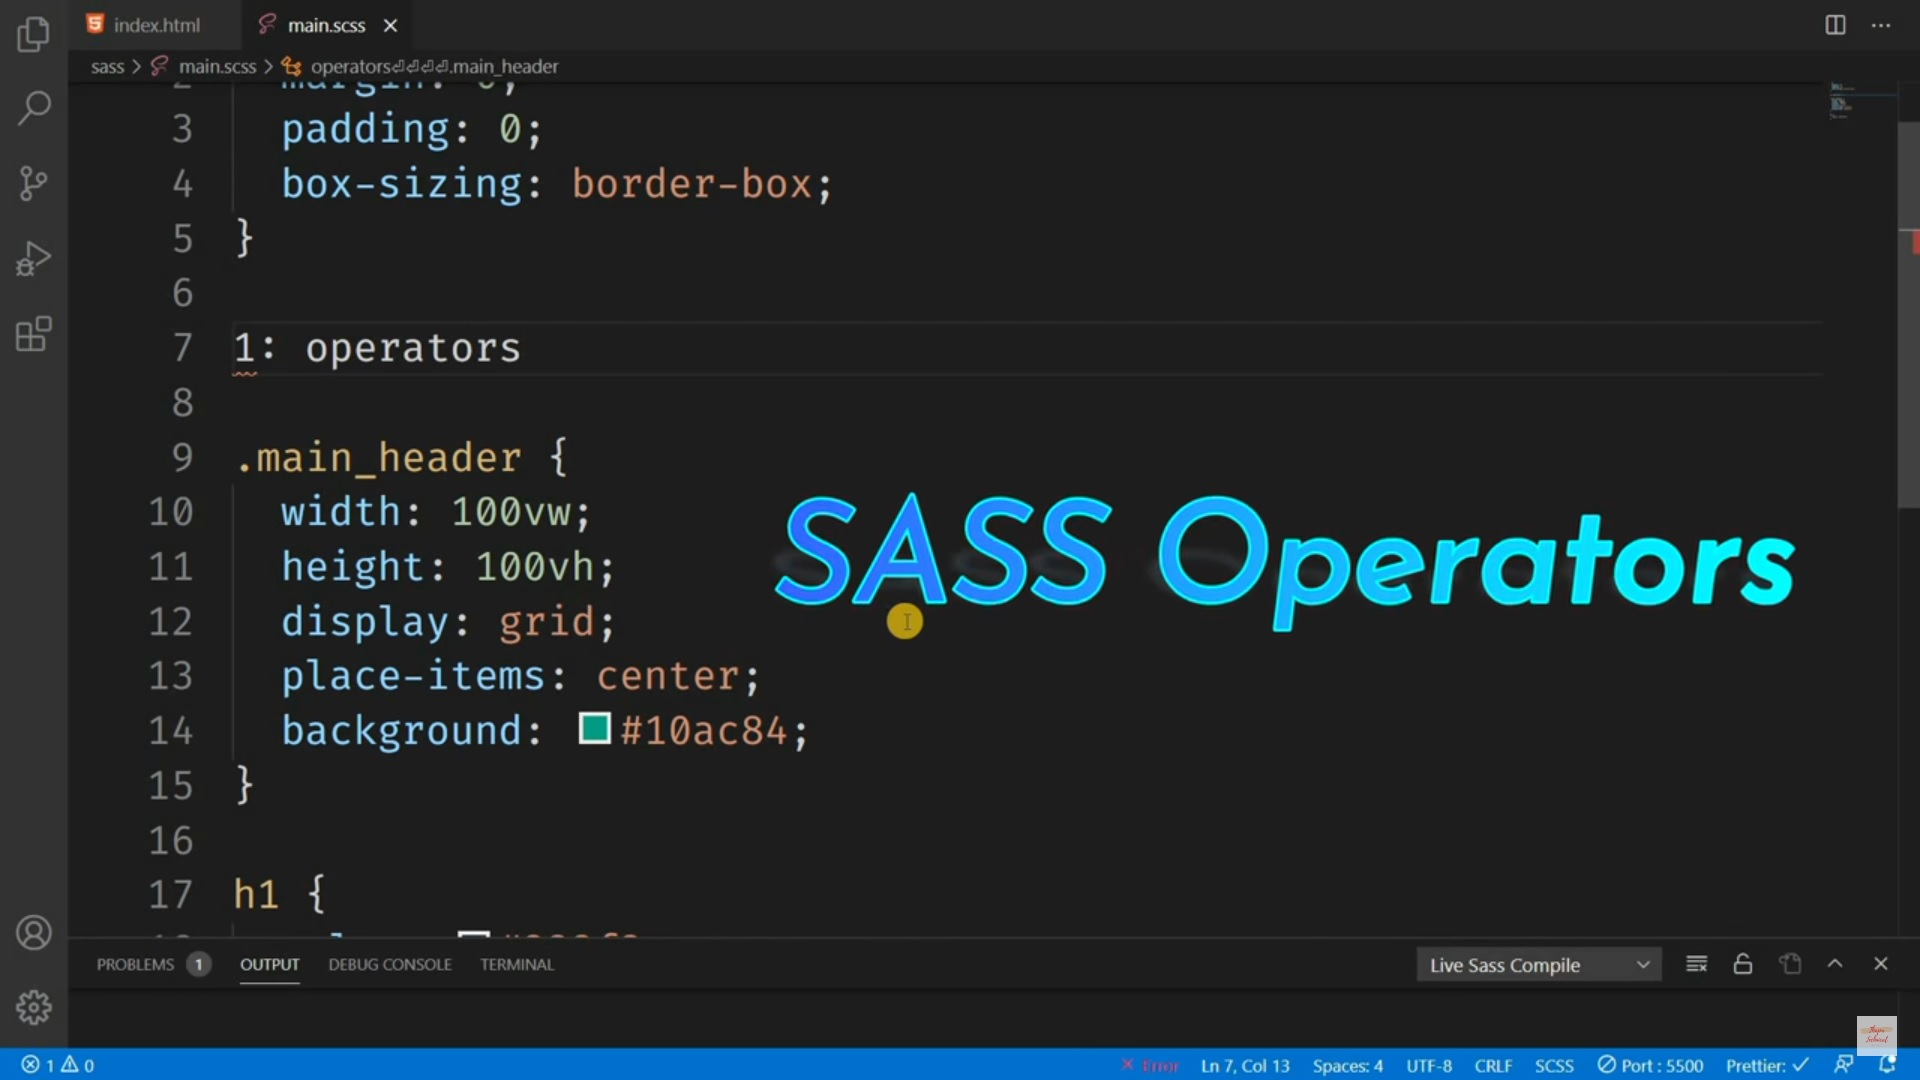 index.html
main.scss
sass > main.scss > operators⏎⏎⏎⏎.main_header
2 margin: 0;
3 padding: 0;
4 box-sizing: border-box;
5 }
6
7 1: operators
8
9 .main_header {
10 width: 100vw;
11 height: 100vh;
12 display: grid;
13 place-items: center;
14 background: #10ac84;
15 }
16
17 h1 {
SASS Operators
PROBLEMS 1 OUTPUT DEBUG CONSOLE TERMINAL
Live Sass Compile
1 0
Error Ln 7, Col 13 Spaces: 4 UTF-8 CRLF SCSS Port : 5500 Prettier: ✓